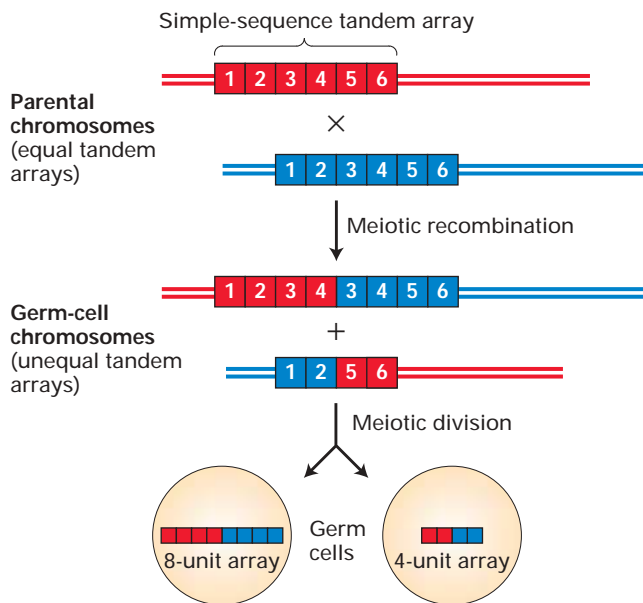 Simple-sequence tandem array
1 2 3 4 5 6
Parental
chromosomes
(equal tandem
arrays)
×
1 2 3 4 5 6
Meiotic recombination
1 2 3 4 3 4 5 6
Germ-cell
chromosomes
(unequal tandem
arrays)
+
1 2 5 6
Meiotic division
8-unit array
Germ
cells
4-unit array